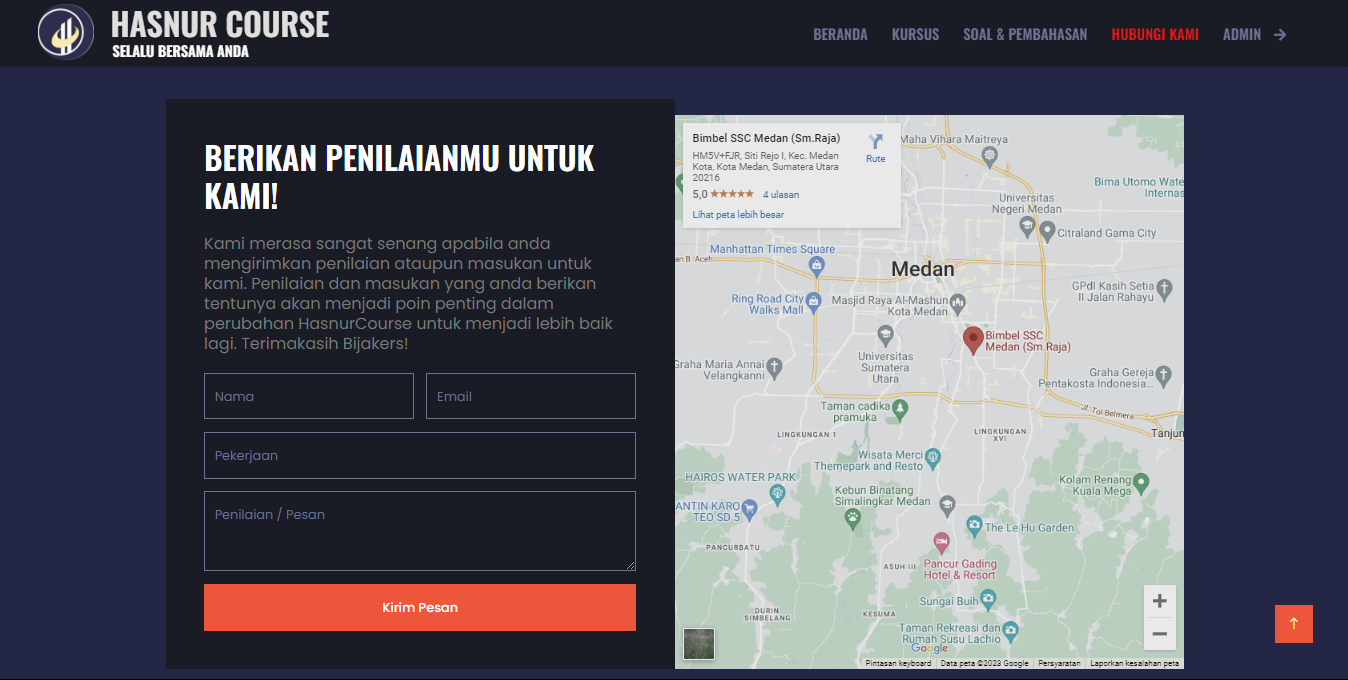 HASNUR COURSE
SELALU BERSAMA ANDA
BERANDA
KURSUS
SOAL & PEMBAHASAN
HUBUNGI KAMI
ADMIN
BERIKAN PENILAIANMU UNTUK
KAMI!
Kami merasa sangat senang apabila anda
mengirimkan penilaian ataupun masukan untuk
kami. Penilaian dan masukan yang anda berikan
tentunya akan menjadi poin penting dalam
perubahan HasnurCourse untuk menjadi lebih baik
lagi. Terimakasih Bijakers!
Nama
Email
Pekerjaan
Penilaian / Pesan
Kirim Pesan
Bimbel SSC Medan (Sm.Raja)
HM5V+FJR, Siti Rejo I, Kec. Medan
Kota, Kota Medan, Sumatera Utara
20216
5,0
4 ulasan
Lihat peta lebih besar
Rute
Maha Vihara Maitreya
Bima Utomo Wate
Internas
Universitas
Negeri Medan
Citraland Gama City
Manhattan Times Square
an B. Aceh
Medan
GPdI Kasih Setia
II Jalan Rahayu
Ring Road City
Walks Mall
Masjid Raya Al-Mashun
Kota Medan
Bimbel SSC
Medan (Sm.Raja)
Graha Maria Annai
Velangkanni
Universitas
Sumatera
Utara
Graha Gereja
Pentakosta Indonesia...
Taman cadika
pramuka
Jl. Tol Belmera
LINGKUNGAN 1
LINGKUNGAN
XVI
Tanjun
Wisata Merci
Themepark and Resto
HAIROS WATER PARK
Kolam Renang
Kuala Mega
Kebun Binatang
Simalingkar Medan
ANTIN KARO
TEO SD 5
The Le Hu Garden
PANCURBATU
ASUH III
Pancur Gading
Hotel & Resort
Sungai Buih
DURIN
SIMBELANG
KESUMA
Taman Rekreasi dan
Rumah Susu Lachio
Google
Pintasan keyboard
Data peta ©2023 Google
Persyaratan
Laporkan kesalahan peta